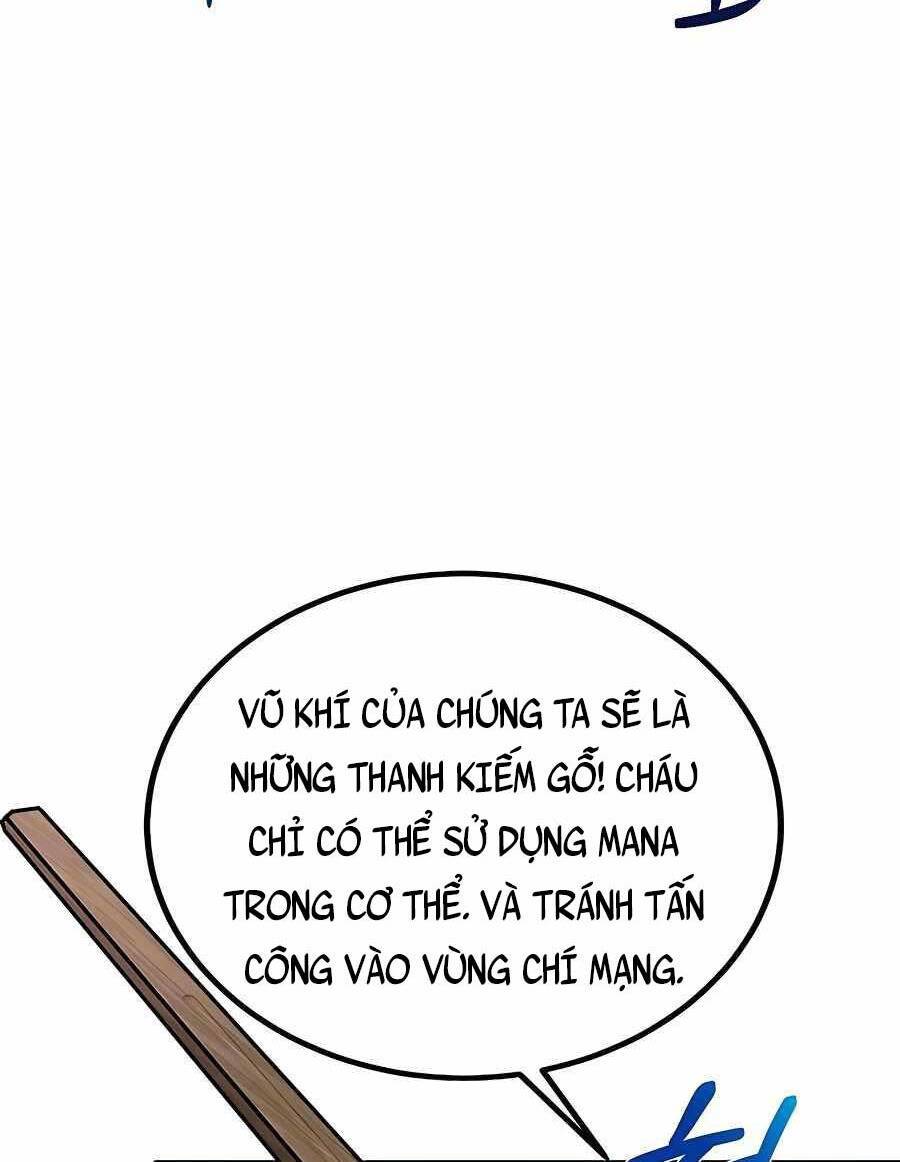 VŨ KHÍ CỦA CHÚNG TA SẼ LÀ
NHỮNG THANH KIẾM GỖ! CHÁU
CHỈ CÓ THỂ SỬ DỤNG MANA
TRONG CƠ THỂ. VÀ TRÁNH TẤN
CÔNG VÀO VÙNG CHÍ MẠNG.